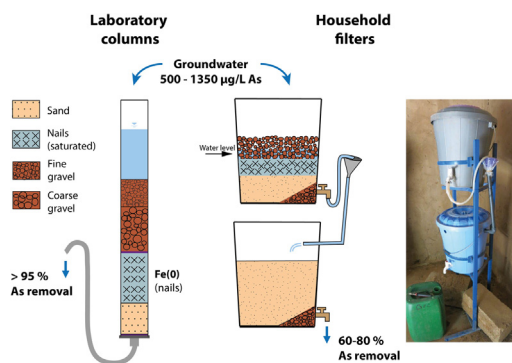 Laboratory
columns
Household
filters
Groundwater
500 - 1350 µg/L As
Sand
Nails
(saturated)
Fine
gravel
Coarse
gravel
Water level
> 95 %
As removal
Fe(0)
(nails)
60-80 %
As removal